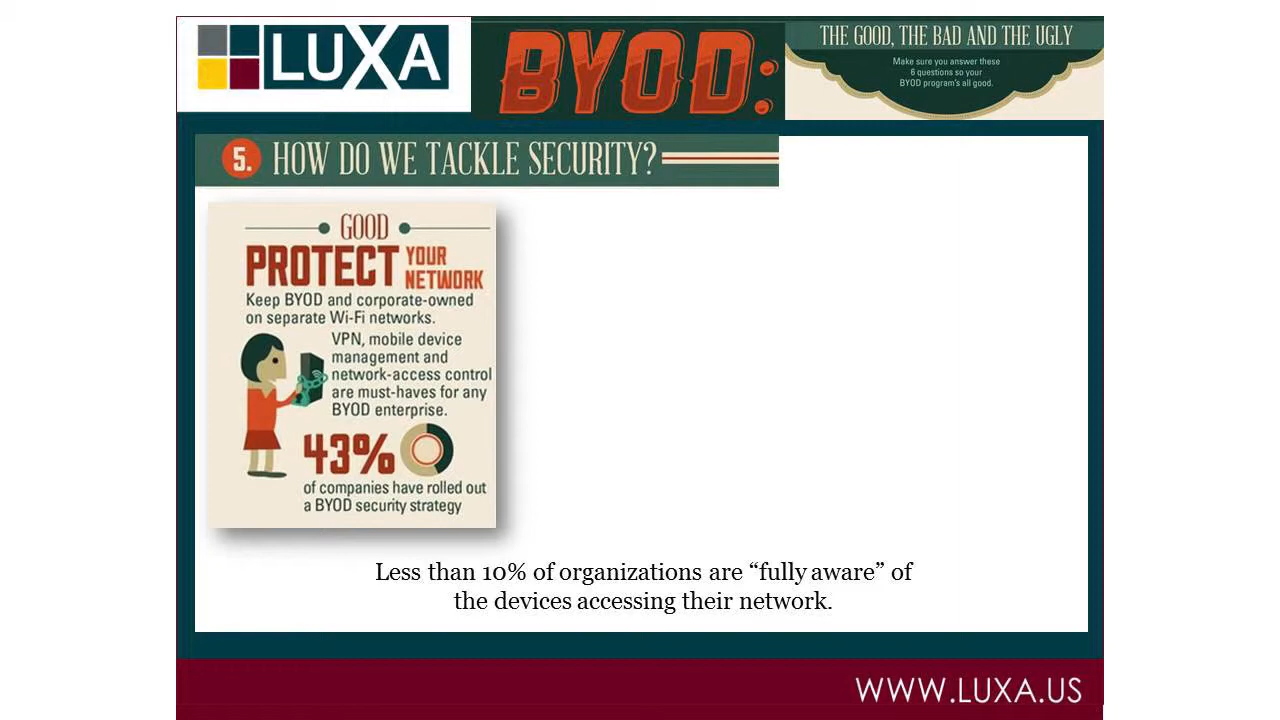 LUXA
BYOD:
THE GOOD, THE BAD AND THE UGLY
Make sure you answer these
6 questions so your
BYOD program's all good.
5. HOW DO WE TACKLE SECURITY?
GOOD
PROTECT YOUR NETWORK
Keep BYOD and corporate-owned
on separate Wi-Fi networks.
VPN, mobile device
management and
network-access control
are must-haves for any
BYOD enterprise.
43%
of companies have rolled out
a BYOD security strategy
Less than 10% of organizations are “fully aware” of
the devices accessing their network.
WWW.LUXA.US